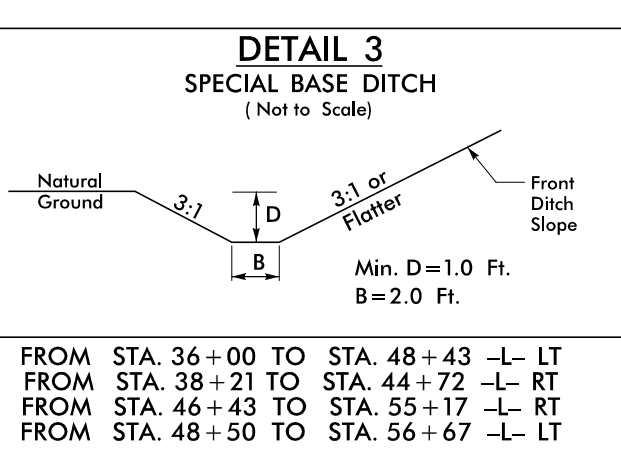 DETAIL 3
SPECIAL BASE DITCH
( Not to Scale)
Natural
Ground
3:1
D
3:1 or
Flatter
Front
Ditch
Slope
B
Min. D=1.0 Ft.
B=2.0 Ft.
FROM STA. 36+00 TO STA. 48+43 -L- LT
FROM STA. 38+21 TO STA. 44+72 -L- RT
FROM STA. 46+43 TO STA. 55+17 -L- RT
FROM STA. 48+50 TO STA. 56+67 -L- LT